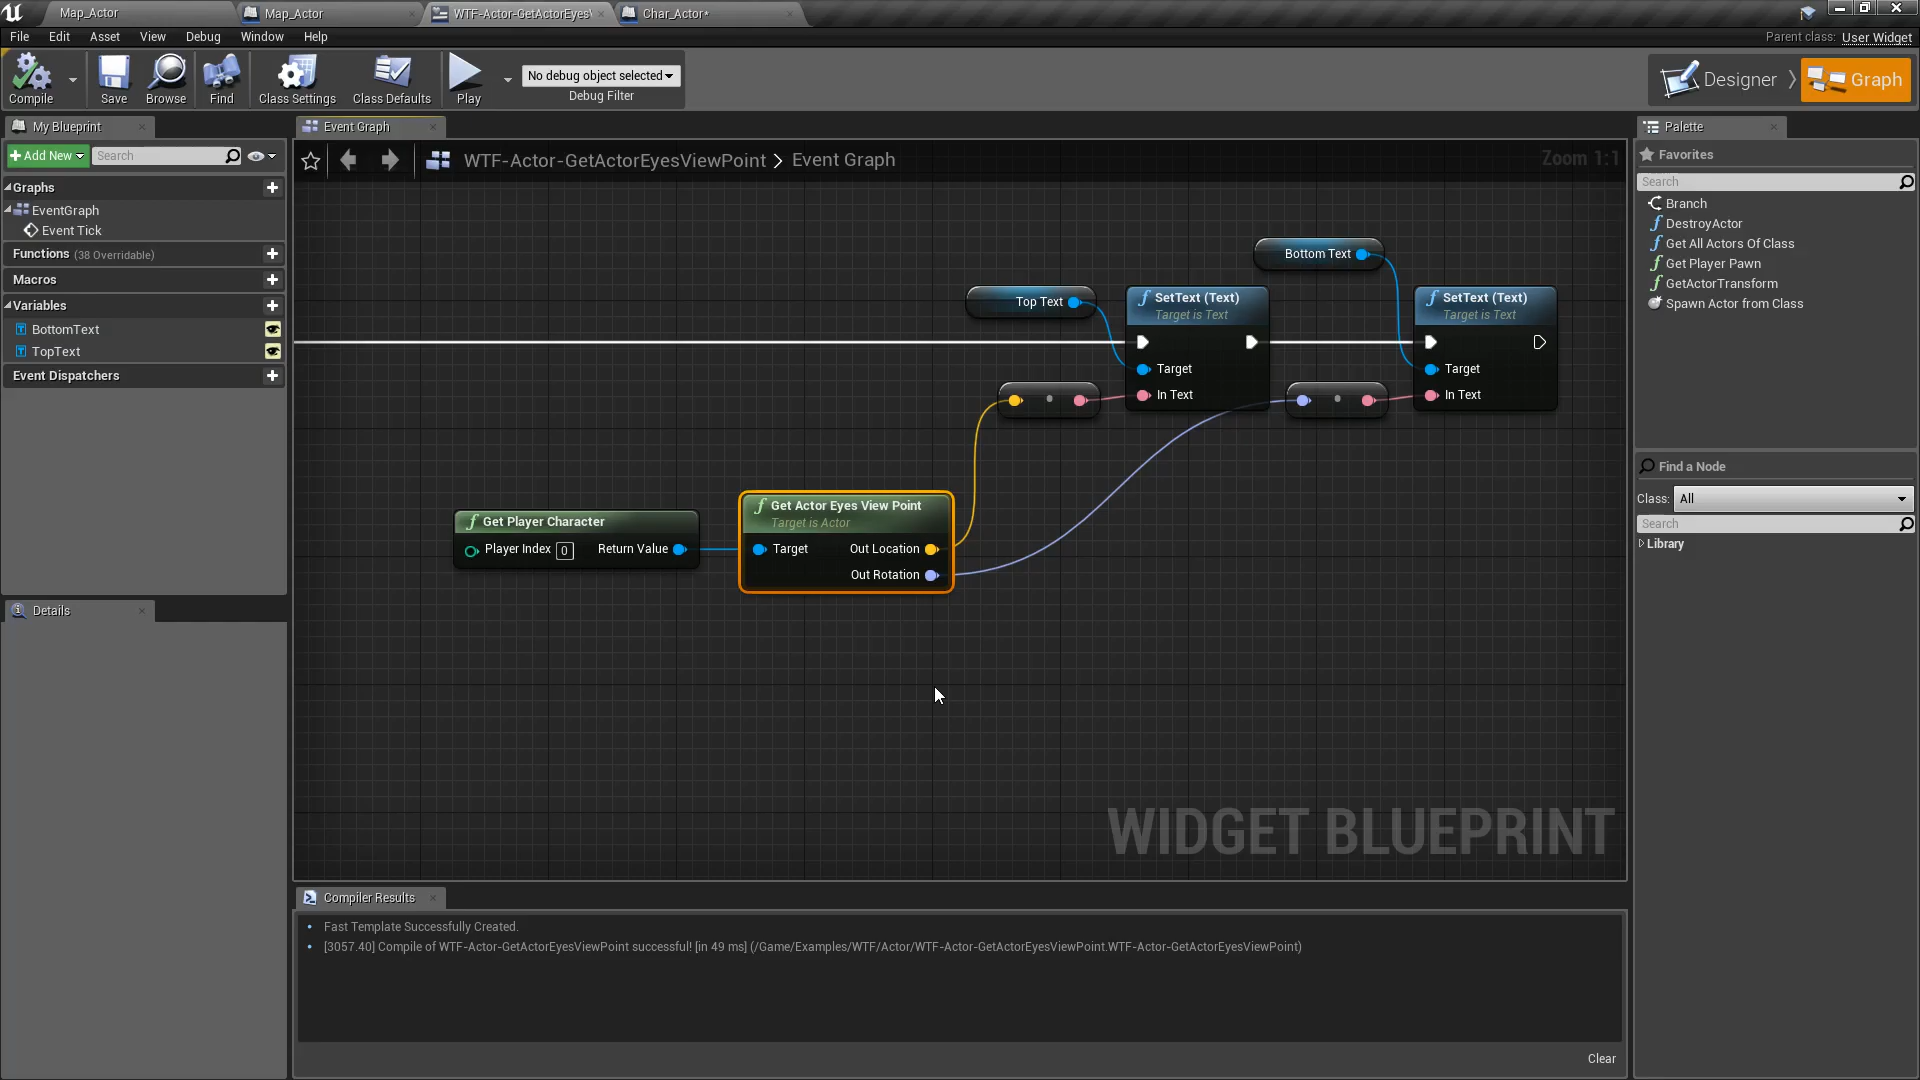 Map_Actor
Map_Actor
WTF-Actor-GetActorEyes\
Char_Actor*
File Edit Asset View Debug Window Help
Parent class: User Widget
Compile
Save
Browse
Find
Class Settings
Class Defaults
Play
No debug object selected
Debug Filter
Designer
Graph
My Blueprint
Add New
Search
Graphs
EventGraph
Event Tick
Functions (38 Overridable)
Macros
Variables
BottomText
TopText
Event Dispatchers
Details
Event Graph
WTF-Actor-GetActorEyesViewPoint > Event Graph
Zoom 1:1
Bottom Text
Top Text
SetText (Text)
Target is Text
Target
In Text
SetText (Text)
Target is Text
Target
In Text
Get Player Character
Player Index 0 Return Value
Get Actor Eyes View Point
Target is Actor
Target Out Location
Out Rotation
WIDGET BLUEPRINT
Compiler Results
Fast Template Successfully Created.
[3057.40] Compile of WTF-Actor-GetActorEyesViewPoint successful! [in 49 ms] (/Game/Examples/WTF/Actor/WTF-Actor-GetActorEyesViewPoint.WTF-Actor-GetActorEyesViewPoint)
Clear
Palette
Favorites
Search
Branch
DestroyActor
Get All Actors Of Class
Get Player Pawn
GetActorTransform
Spawn Actor from Class
Find a Node
Class: All
Search
Library